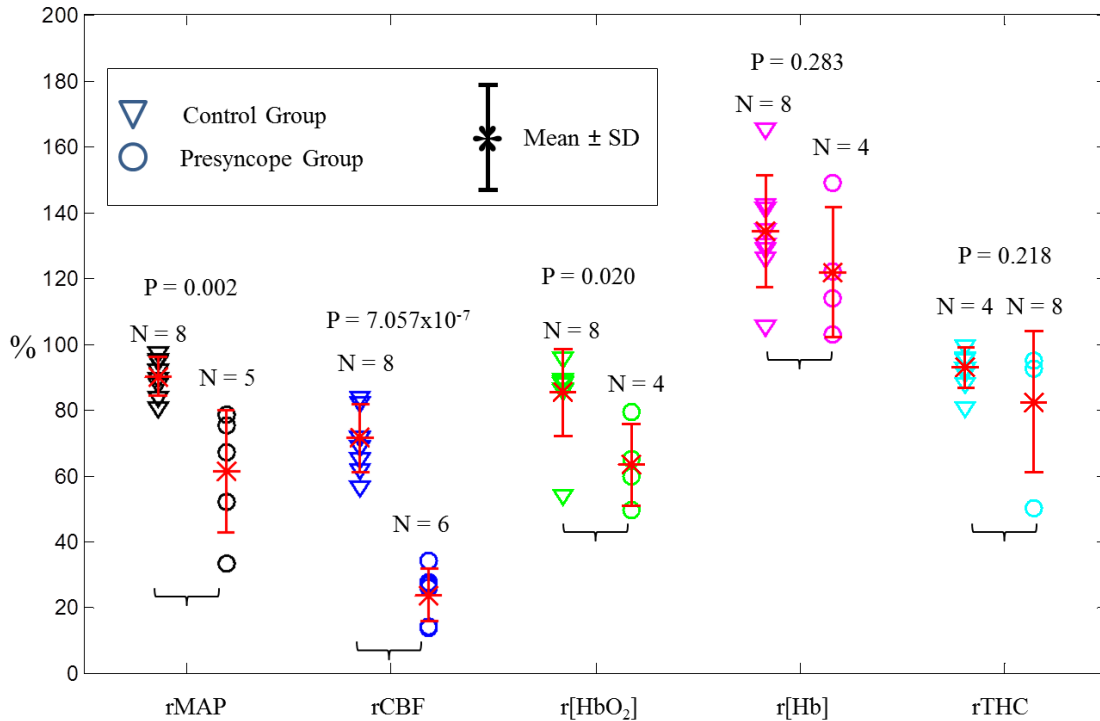 200
180
160
140
120
100
80
60
40
20
0
%
Control Group
Presyncope Group
Mean ± SD
P = 0.002
N = 8
N = 5
P = 7.057x10⁻⁷
N = 8
N = 6
P = 0.020
N = 8
N = 4
P = 0.283
N = 8
N = 4
P = 0.218
N = 4 N = 8
rMAP rCBF r[HbO₂] r[Hb] rTHC